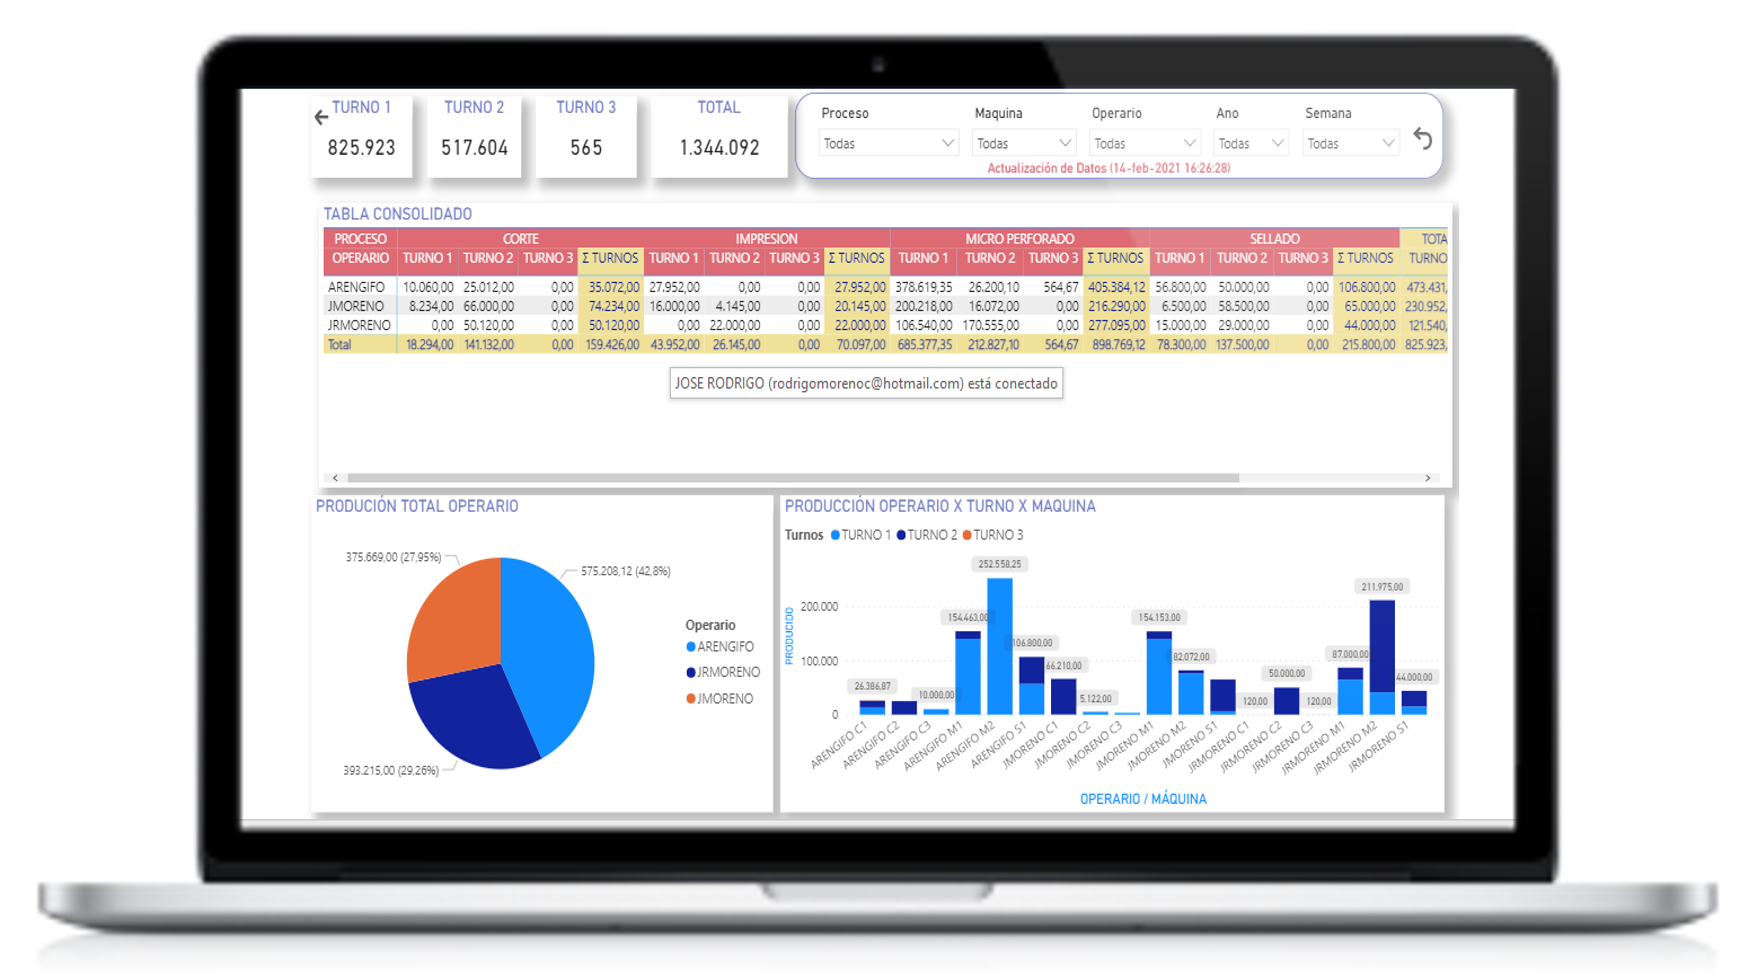 TURNO 1 TURNO 2 TURNO 3 TOTAL
825.923 517.604 565 1.344.092
Proceso Maquina Operario Ano Semana
Todas Todas Todas Todas Todas
Actualización de Datos (14-feb-2021 16:26:28)
TABLA CONSOLIDADO
PROCESO CORTE IMPRESION MICRO PERFORADO SELLADO TOTA
OPERARIO TURNO 1 TURNO 2 TURNO 3 Σ TURNOS TURNO 1 TURNO 2 TURNO 3 Σ TURNOS TURNO 1 TURNO 2 TURNO 3 Σ TURNOS TURNO 1 TURNO 2 TURNO 3 Σ TURNOS TURNO
ARENGIFO 10.060,00 25.012,00 0,00 35.072,00 27.952,00 0,00 0,00 27.952,00 378.619,35 26.200,10 564,67 405.384,12 56.800,00 50.000,00 0,00 106.800,00 473.431,
JMORENO 8.234,00 66.000,00 0,00 74.234,00 16.000,00 4.145,00 0,00 20.145,00 200.218,00 16.072,00 0,00 216.290,00 6.500,00 58.500,00 0,00 65.000,00 230.952,
JRMORENO 0,00 50.120,00 0,00 50.120,00 0,00 22.000,00 0,00 22.000,00 106.540,00 170.555,00 0,00 277.095,00 15.000,00 29.000,00 0,00 44.000,00 121.540,
Total 18.294,00 141.132,00 0,00 159.426,00 43.952,00 26.145,00 0,00 70.097,00 685.377,35 212.827,10 564,67 898.769,12 78.300,00 137.500,00 0,00 215.800,00 825.923,
JOSE RODRIGO (rodrigomorenoc@hotmail.com) está conectado
PRODUCIÓN TOTAL OPERARIO
375.669,00 (27,95%)
575.208,12 (42,8%)
393.215,00 (29,26%)
Operario
ARENGIFO
JRMORENO
JMORENO
PRODUCCIÓN OPERARIO X TURNO X MAQUINA
Turnos TURNO 1 TURNO 2 TURNO 3
PRODUCIDO
200.000
100.000
0
26.386,87
10.000,00
154.463,00
252.558,25
106.800,00
66.210,00
5.122,00
154.153,00
82.072,00
120,00
50.000,00
120,00
87.000,00
211.975,00
44.000,00
ARENGIFO C1
ARENGIFO C2
ARENGIFO C3
ARENGIFO M1
ARENGIFO M2
ARENGIFO S1
JMORENO C1
JMORENO C2
JMORENO C3
JMORENO M1
JMORENO M2
JMORENO S1
JRMORENO C1
JRMORENO C2
JRMORENO C3
JRMORENO M1
JRMORENO M2
JRMORENO S1
OPERARIO / MÁQUINA